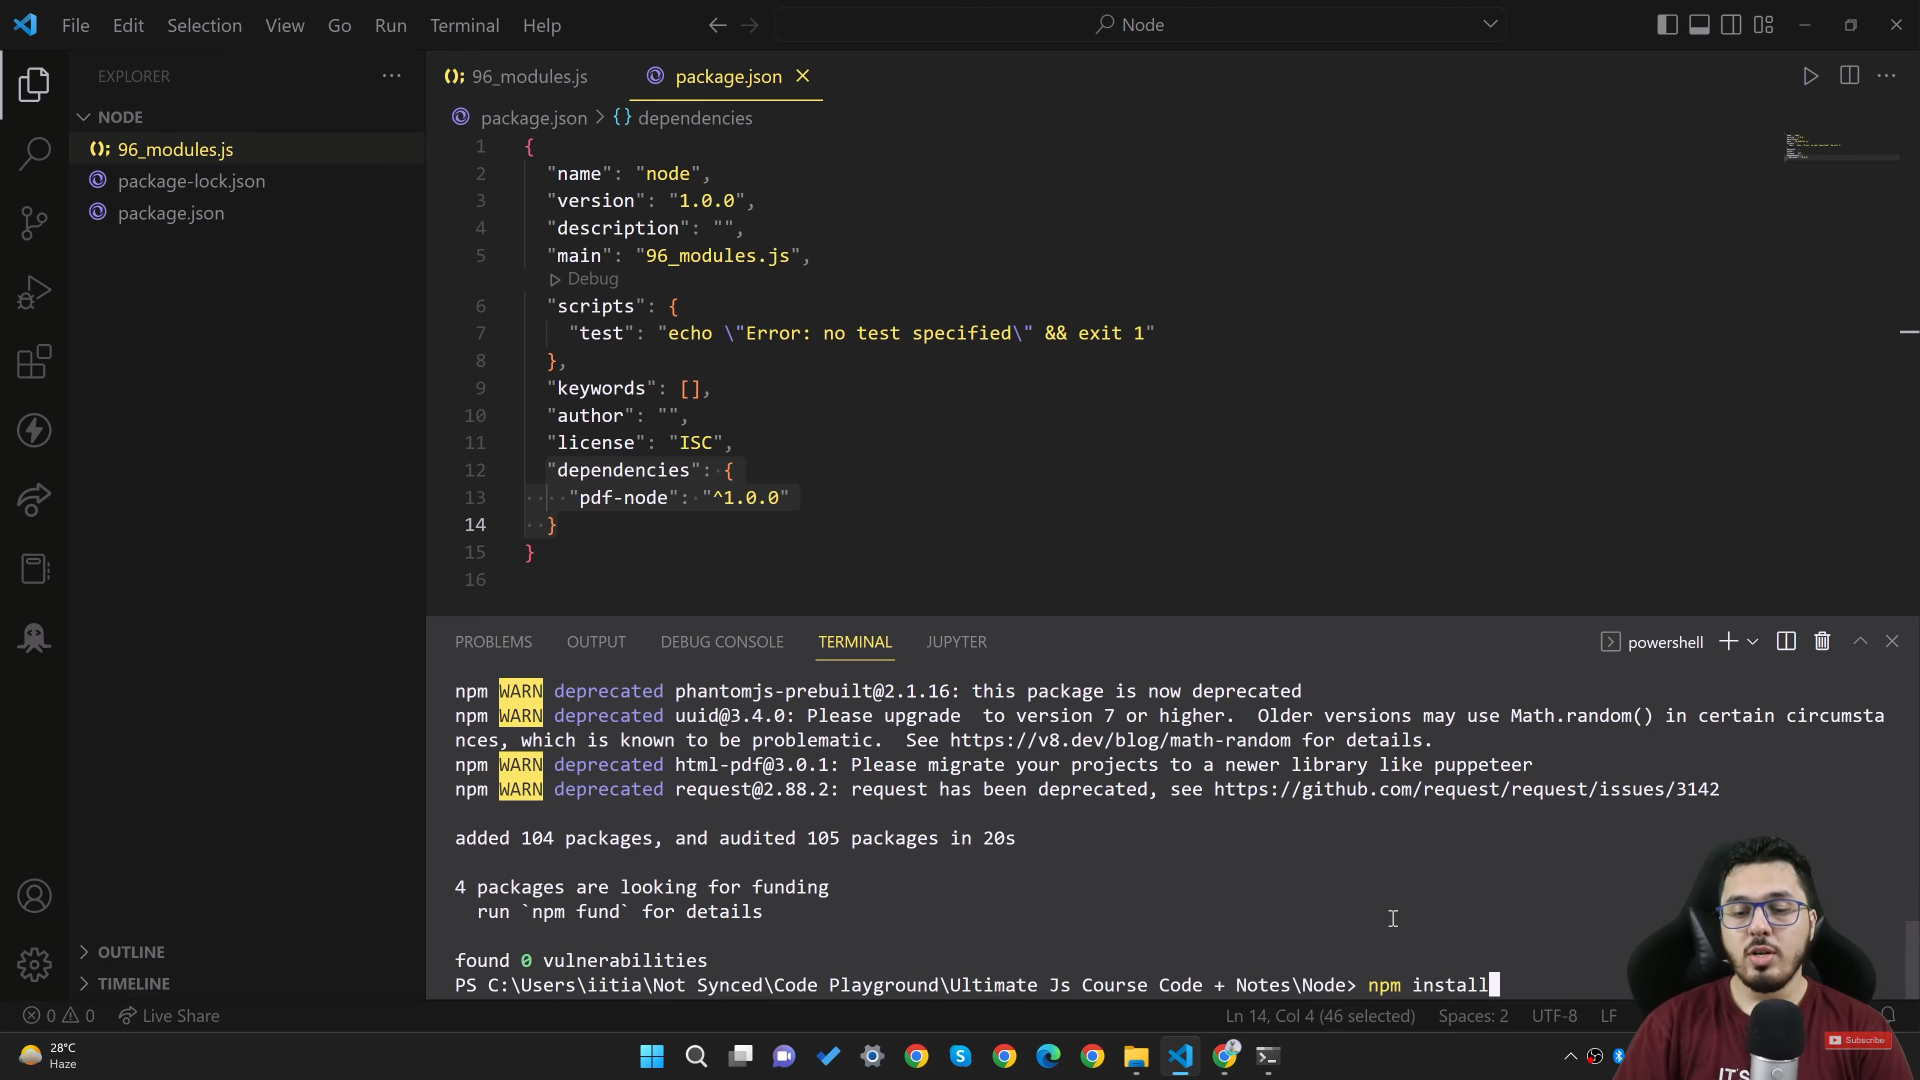 File Edit Selection View Go Run Terminal Help
Node
EXPLORER
NODE
96_modules.js
package-lock.json
package.json
OUTLINE
TIMELINE
96_modules.js
package.json
package.json > {} dependencies
1 {
2 "name": "node",
3 "version": "1.0.0",
4 "description": "",
5 "main": "96_modules.js",
Debug
6 "scripts": {
7 "test": "echo \"Error: no test specified\" && exit 1"
8 },
9 "keywords": [],
10 "author": "",
11 "license": "ISC",
12 "dependencies": {
13 "pdf-node": "^1.0.0"
14 }
15 }
16
PROBLEMS OUTPUT DEBUG CONSOLE TERMINAL JUPYTER
powershell
npm WARN deprecated phantomjs-prebuilt@2.1.16: this package is now deprecated
npm WARN deprecated uuid@3.4.0: Please upgrade  to version 7 or higher.  Older versions may use Math.random() in certain circumsta
nces, which is known to be problematic.  See https://v8.dev/blog/math-random for details.
npm WARN deprecated html-pdf@3.0.1: Please migrate your projects to a newer library like puppeteer
npm WARN deprecated request@2.88.2: request has been deprecated, see https://github.com/request/request/issues/3142
added 104 packages, and audited 105 packages in 20s
4 packages are looking for funding
run `npm fund` for details
found 0 vulnerabilities
PS C:\Users\iitia\Not Synced\Code Playground\Ultimate Js Course Code + Notes\Node> npm install
0 0 Live Share
Ln 14, Col 4 (46 selected) Spaces: 2 UTF-8 LF
28°C
Haze
Subscribe
IT'S